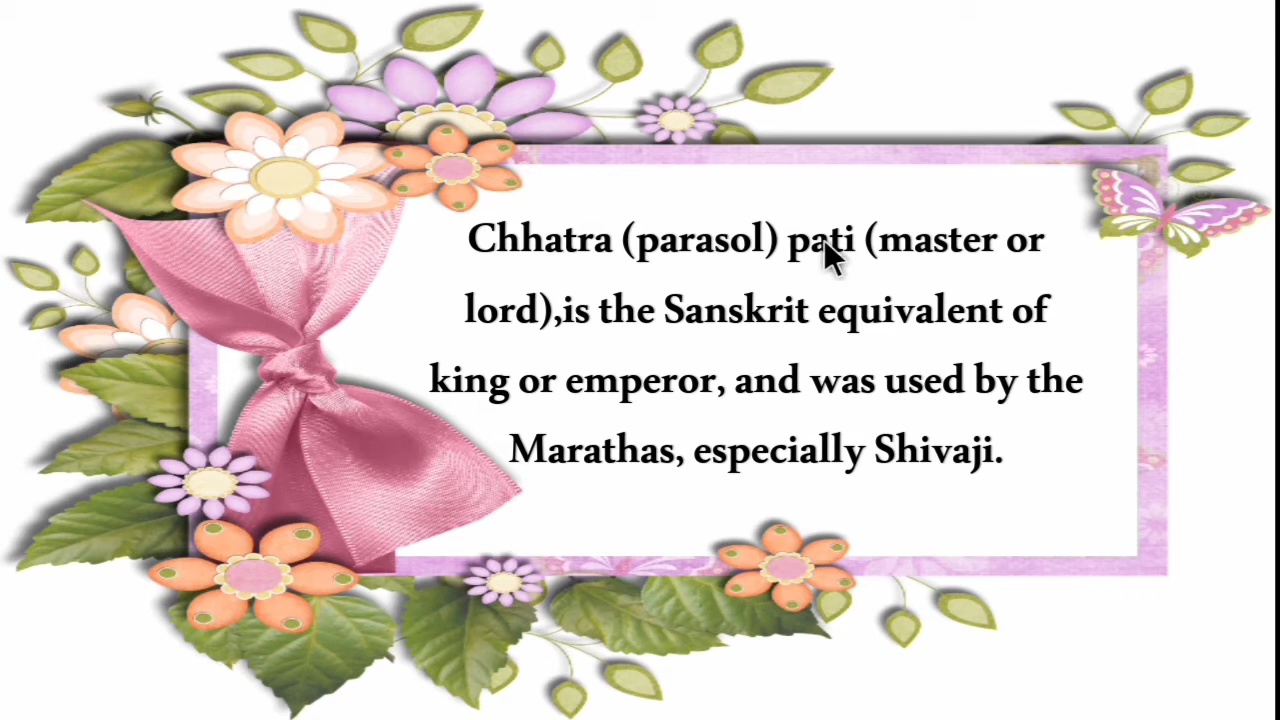 Chhatra (parasol) pati (master or
lord),is the Sanskrit equivalent of
king or emperor, and was used by the
Marathas, especially Shivaji.